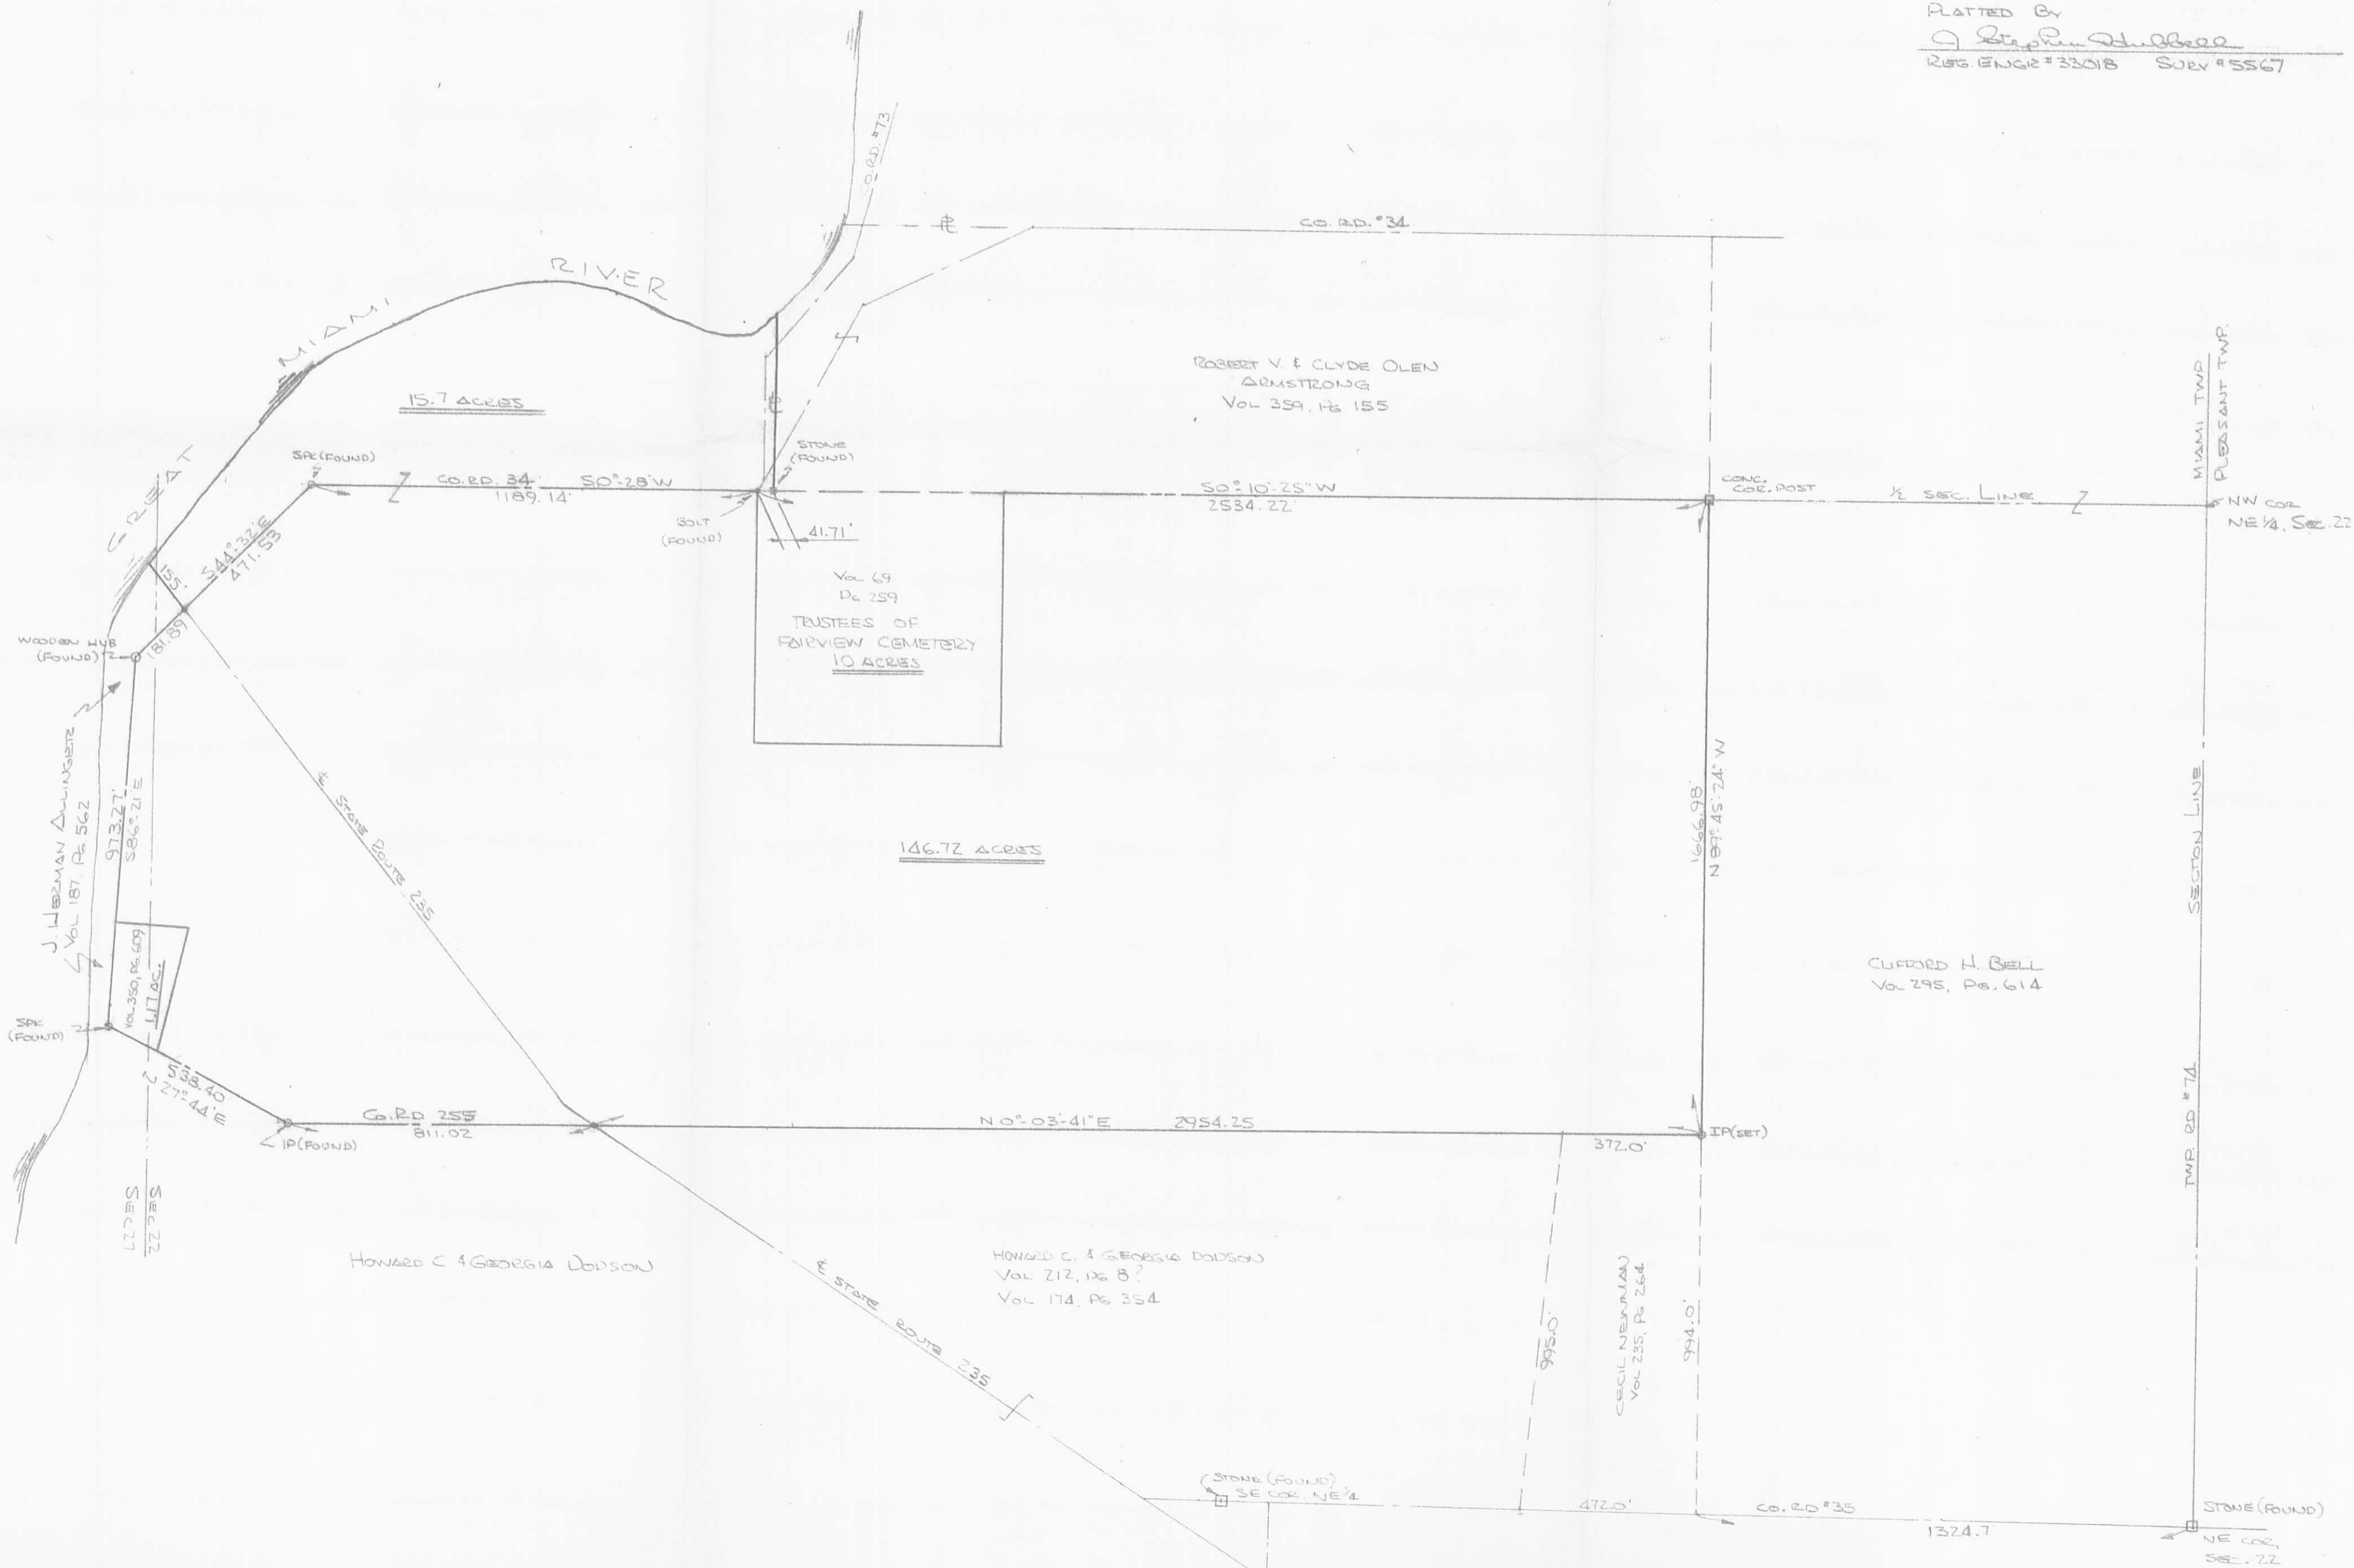 PLATTED BY
REG. ENGR #33018 SURV #5567
CO. RD. #73
℄
CO. RD. #34
GREAT MIAMI RIVER
15.7 ACRES
ROBERT V. & CLYDE OLEN
ARMSTRONG
VOL 359, PG 155
MIAMI TWP.
PLEASANT TWP.
SPK (FOUND)
CO. RD. 34 S0°-28'W
1189.14'
STONE
(FOUND)
BOLT
(FOUND)
41.71'
S0°-10'-25"W
2534.22'
CONC.
COR. POST
½ SEC. LINE
NW COR
NE ¼, SEC. 22
155'
S44°-32'E
471.53
181.89
WOODEN HUB
(FOUND)
VOL 69
PG 259
TRUSTEES OF
FAIRVIEW CEMETERY
10 ACRES
J. HERMAN ALLINGER
VOL 187, PG. 562
973.27'
S86°-21'E
℄ STATE ROUTE 235
146.72 ACRES
1666.98'
N 89°-45'-24" W
SECTION LINE
TWP. RD #74
CLIFFORD H. BELL
VOL 295, PG. 614
VOL 350, PG. 609
1.17 AC.
SPK
(FOUND)
538.40
N 27°-44'E
CO. RD 255
811.02
IP (FOUND)
N 0°-03'-41"E 2954.25
372.0'
IP (SET)
SEC 27
SEC 22
HOWARD C & GEORGIA DODSON
HOWARD C. & GEORGIA DODSON
VOL 212, PG 8?
VOL 174, PG 354
℄ STATE ROUTE 235
995.0'
CECIL NEWMAN
VOL 235, PG 264
994.0'
STONE (FOUND)
SE COR. NE ¼
472.0'
CO. RD #35
1324.7
STONE (FOUND)
NE COR,
SEC. 22